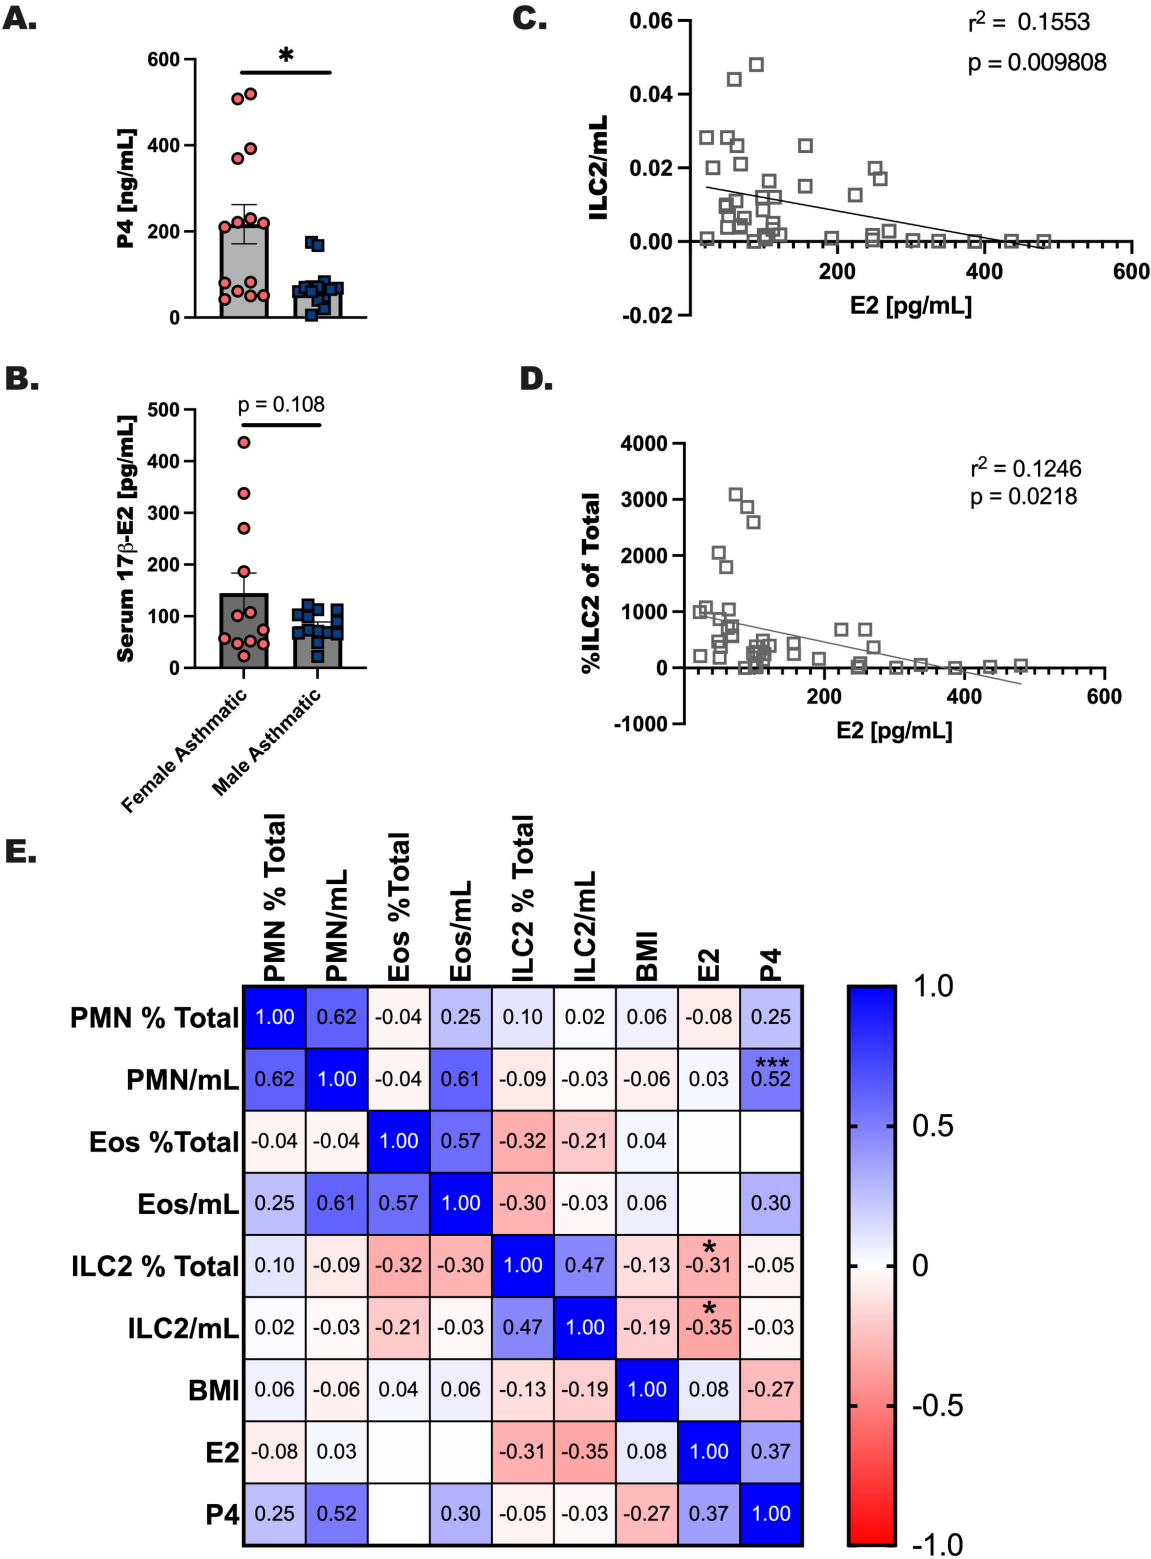 A.
*
P4 [ng/mL]
600
400
200
0
B.
p = 0.108
Serum 17β-E2 [pg/mL]
500
400
300
200
100
0
Female Asthmatic
Male Asthmatic
C.
r2 = 0.1553
p = 0.009808
ILC2/mL
0.06
0.04
0.02
0.00
-0.02
200
400
600
E2 [pg/mL]
D.
r2 = 0.1246
p = 0.0218
%ILC2 of Total
4000
3000
2000
1000
0
-1000
200
400
600
E2 [pg/mL]
E.
PMN % Total
PMN/mL
Eos %Total
Eos/mL
ILC2 % Total
ILC2/mL
BMI
E2
P4
PMN % Total 1.00 0.62 -0.04 0.25 0.10 0.02 0.06 -0.08 0.25
***
PMN/mL 0.62 1.00 -0.04 0.61 -0.09 -0.03 -0.06 0.03 0.52
Eos %Total -0.04 -0.04 1.00 0.57 -0.32 -0.21 0.04
Eos/mL 0.25 0.61 0.57 1.00 -0.30 -0.03 0.06 0.30
*
ILC2 % Total 0.10 -0.09 -0.32 -0.30 1.00 0.47 -0.13 -0.31 -0.05
*
ILC2/mL 0.02 -0.03 -0.21 -0.03 0.47 1.00 -0.19 -0.35 -0.03
BMI 0.06 -0.06 0.04 0.06 -0.13 -0.19 1.00 0.08 -0.27
E2 -0.08 0.03 -0.31 -0.35 0.08 1.00 0.37
P4 0.25 0.52 0.30 -0.05 -0.03 -0.27 0.37 1.00
1.0
0.5
0
-0.5
-1.0